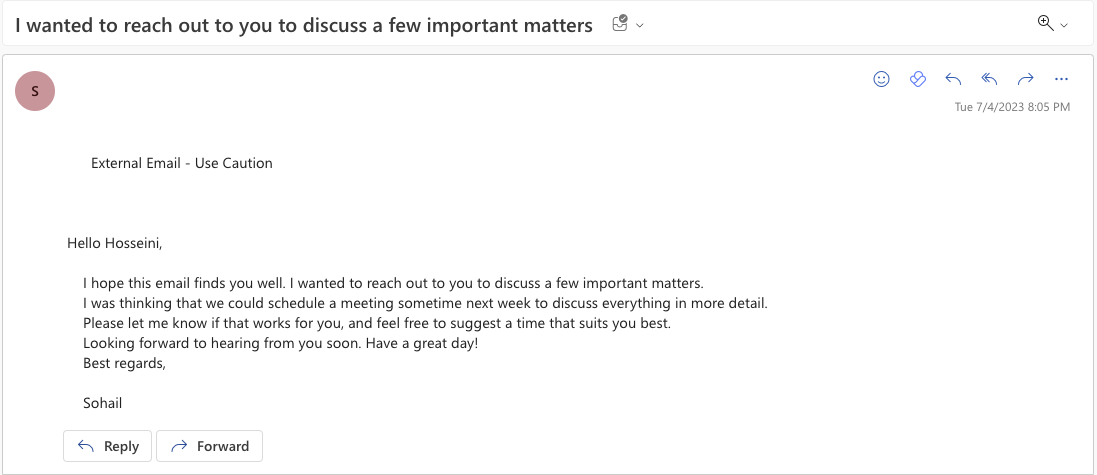 I wanted to reach out to you to discuss a few important matters
S
Tue 7/4/2023 8:05 PM
External Email - Use Caution
Hello Hosseini,
I hope this email finds you well. I wanted to reach out to you to discuss a few important matters.
I was thinking that we could schedule a meeting sometime next week to discuss everything in more detail.
Please let me know if that works for you, and feel free to suggest a time that suits you best.
Looking forward to hearing from you soon. Have a great day!
Best regards,
Sohail
Reply Forward